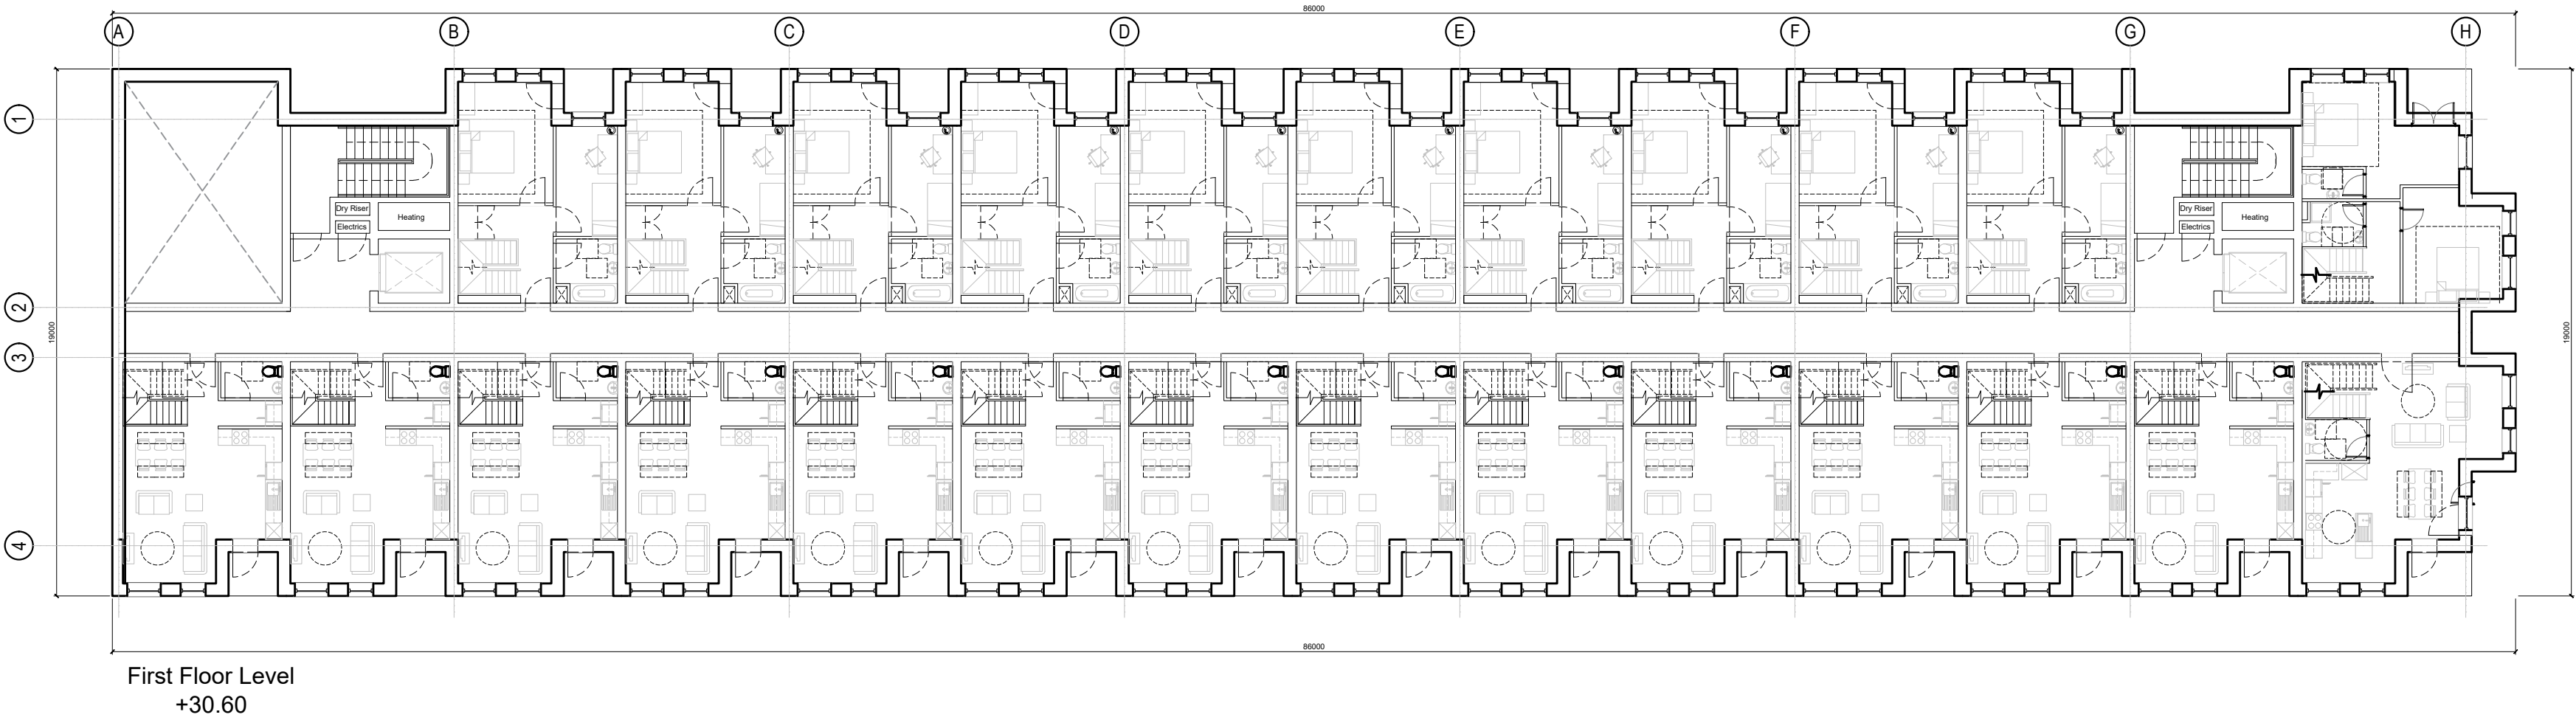 86000
A
B
C
D
E
F
G
H
1
Dry Riser
Heating
Electrics
Dry Riser
Heating
Electrics
2
19000
19000
3
4
86000
First Floor Level
+30.60